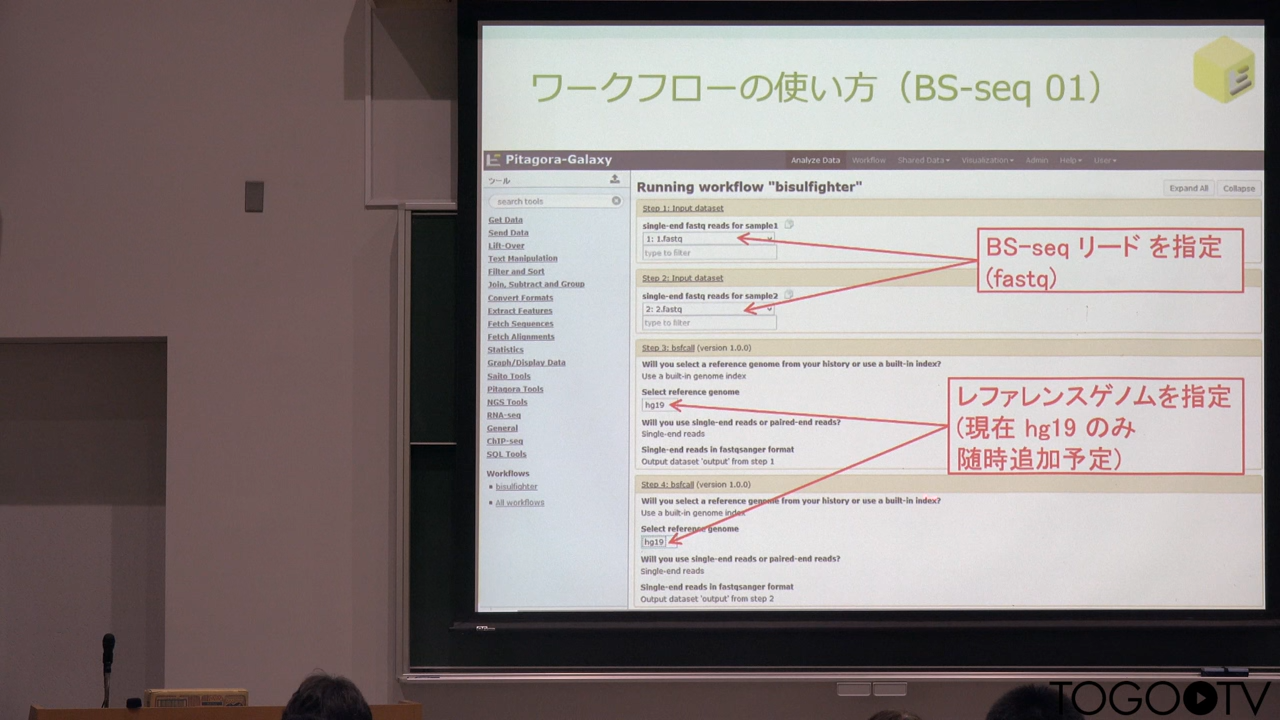 ワークフローの使い方（BS-seq 01）
Pitagora-Galaxy
Analyze Data Workflow Shared Data Visualization Admin Help User
ツール
search tools
Get Data
Send Data
Lift-Over
Text Manipulation
Filter and Sort
Join, Subtract and Group
Convert Formats
Extract Features
Fetch Sequences
Fetch Alignments
Statistics
Graph/Display Data
Saito Tools
Pitagora Tools
NGS Tools
RNA-seq
General
ChIP-seq
SQL Tools
Workflows
bisulfighter
All workflows
Running workflow "bisulfighter"
Expand All Collapse
Step 1: Input dataset
single-end fastq reads for sample1
1: 1.fastq
type to filter
Step 2: Input dataset
single-end fastq reads for sample2
2: 2.fastq
type to filter
Step 3: bsfcall (version 1.0.0)
Will you select a reference genome from your history or use a built-in index?
Use a built-in genome index
Select reference genome
hg19
Will you use single-end reads or paired-end reads?
Single-end reads
Single-end reads in fastqsanger format
Output dataset 'output' from step 1
Step 4: bsfcall (version 1.0.0)
Will you select a reference genome from your history or use a built-in index?
Use a built-in genome index
Select reference genome
hg19
Will you use single-end reads or paired-end reads?
Single-end reads
Single-end reads in fastqsanger format
Output dataset 'output' from step 2
BS-seq リード を指定
(fastq)
レファレンスゲノムを指定
(現在 hg19 のみ
随時追加予定)
TOGO TV